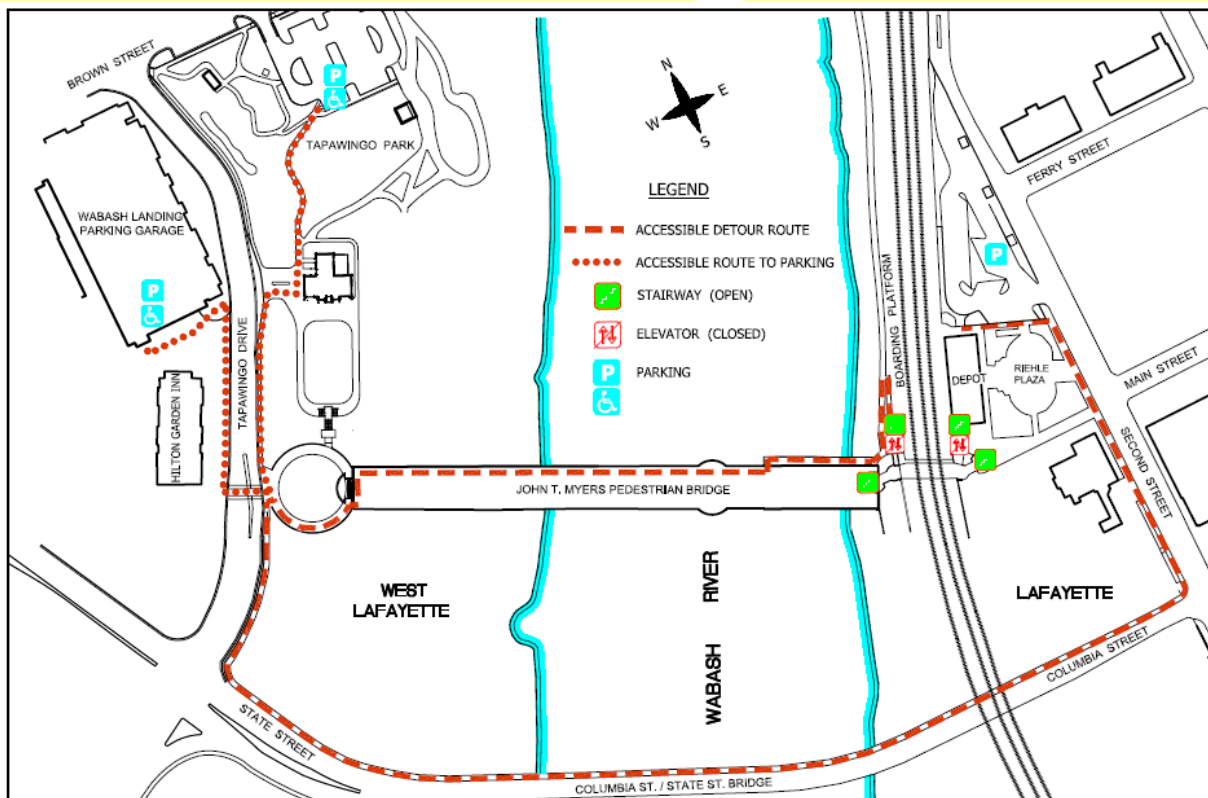 BROWN STREET
P
TAPAWINGO PARK
WABASH LANDING
PARKING GARAGE
P
TAPAWINGO DRIVE
HILTON GARDEN INN
N
E
W
S
LEGEND
ACCESSIBLE DETOUR ROUTE
ACCESSIBLE ROUTE TO PARKING
STAIRWAY (OPEN)
ELEVATOR (CLOSED)
P
PARKING
BOARDING PLATFORM
FERRY STREET
P
DEPOT
RIEHLE
PLAZA
MAIN STREET
SECOND STREET
JOHN T. MYERS PEDESTRIAN BRIDGE
WEST
LAFAYETTE
WABASH RIVER
LAFAYETTE
COLUMBIA STREET
STATE STREET
COLUMBIA ST. / STATE ST. BRIDGE